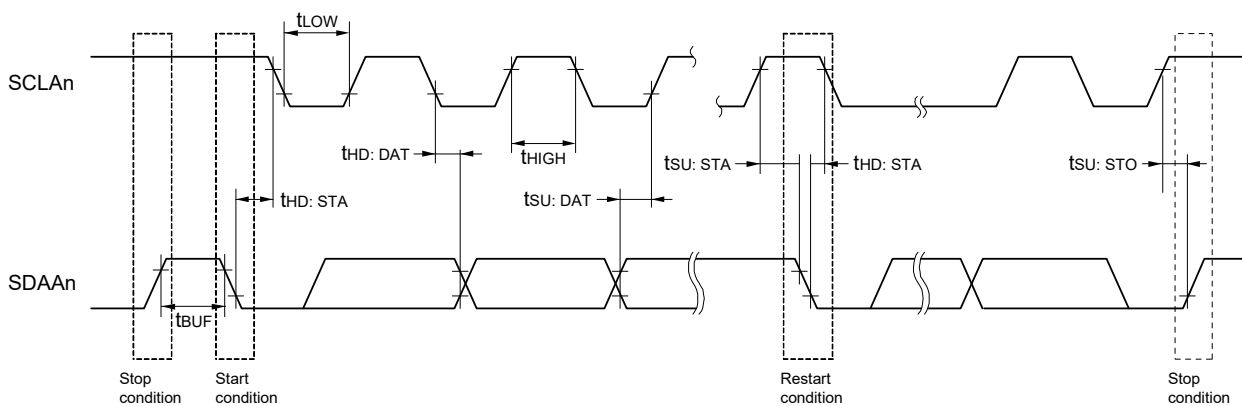 tLOW
SCLAn
tHD: DAT
tHIGH
tSU: STA
tHD: STA
tSU: STO
tHD: STA
tSU: DAT
SDAAn
tBUF
Stop
condition
Start
condition
Restart
condition
Stop
condition